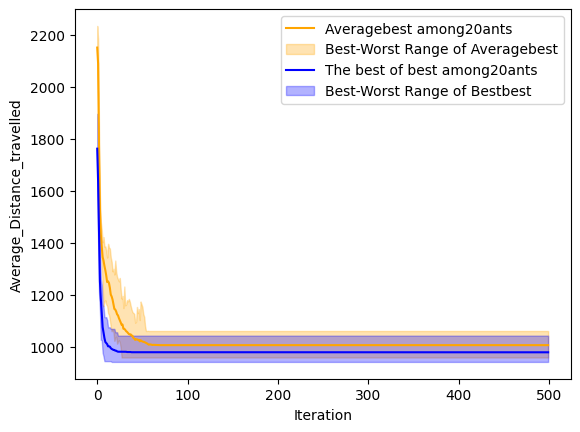 Averagebest among20ants
Best-Worst Range of Averagebest
The best of best among20ants
Best-Worst Range of Bestbest
Average_Distance_travelled
2200
2000
1800
1600
1400
1200
1000
0 100 200 300 400 500
Iteration